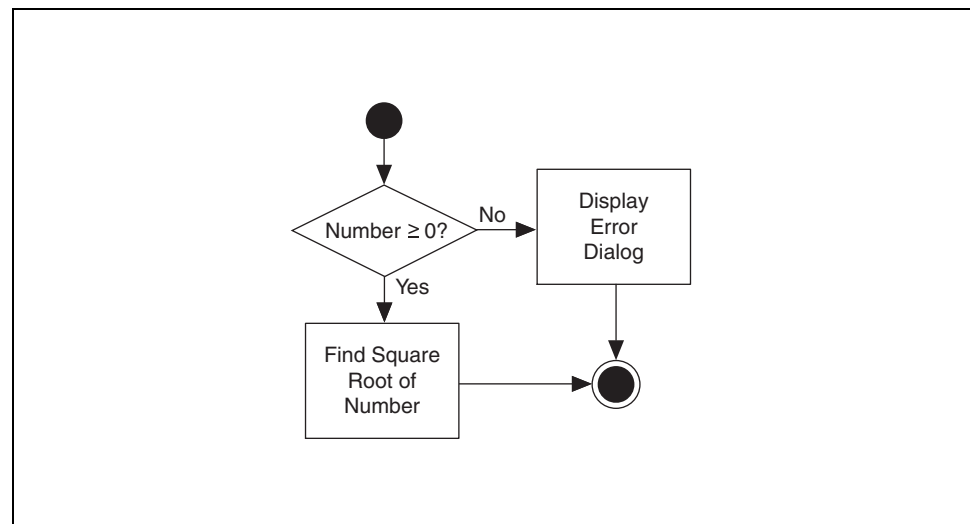 Number ≥ 0?
No
Display
Error
Dialog
Yes
Find Square
Root of
Number